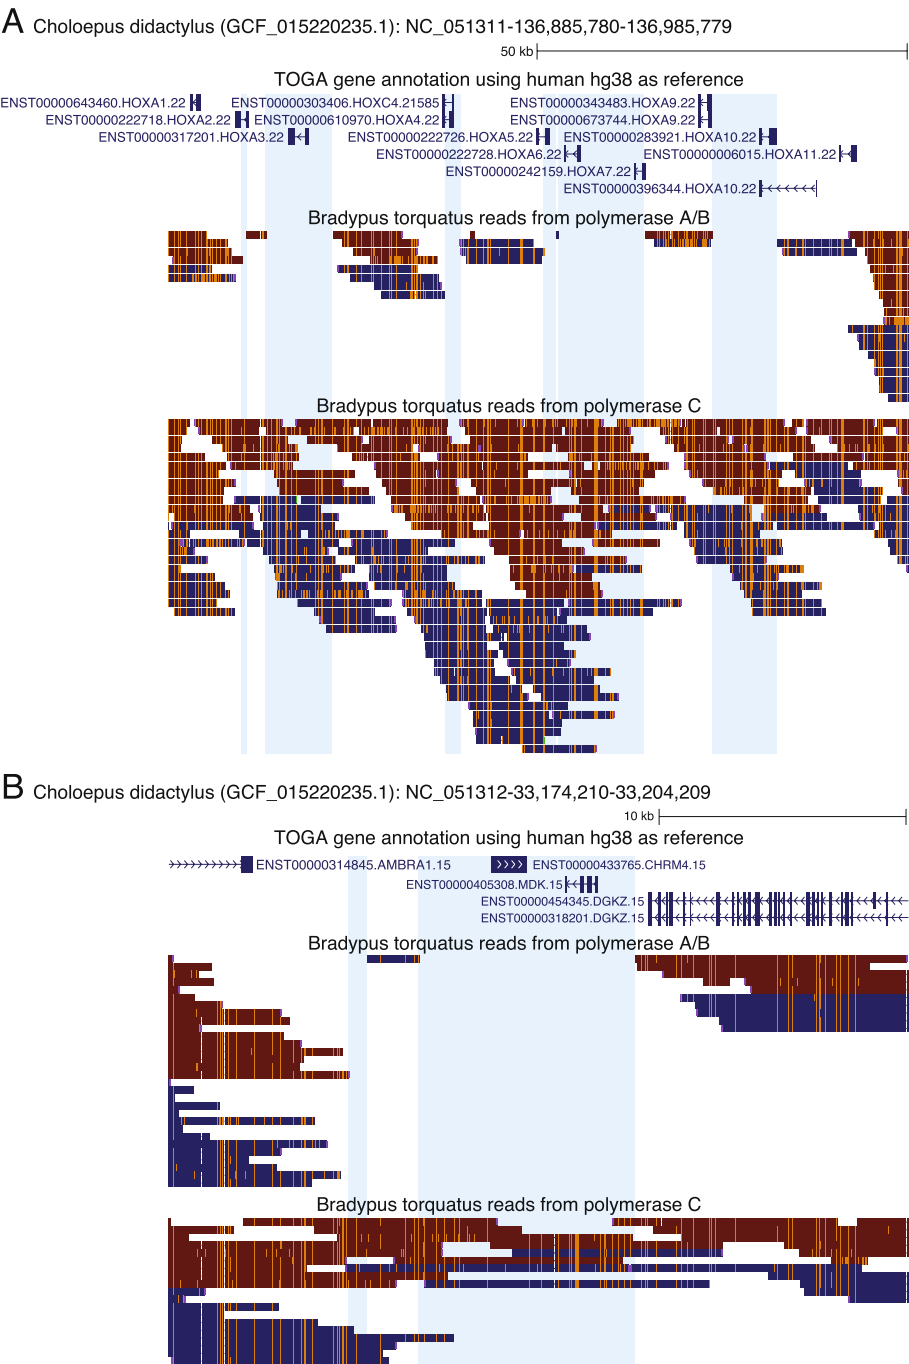 A Choloepus didactylus (GCF_015220235.1): NC_051311-136,885,780-136,985,779
50 kb
TOGA gene annotation using human hg38 as reference
ENST00000643460.HOXA1.22 ENST00000303406.HOXC4.21585 ENST00000343483.HOXA9.22
ENST00000222718.HOXA2.22 ENST00000610970.HOXA4.22 ENST00000673744.HOXA9.22
ENST00000317201.HOXA3.22 ENST00000222726.HOXA5.22 ENST00000283921.HOXA10.22
ENST00000222728.HOXA6.22 ENST00000006015.HOXA11.22
ENST00000242159.HOXA7.22
ENST00000396344.HOXA10.22
Bradypus torquatus reads from polymerase A/B
Bradypus torquatus reads from polymerase C
B Choloepus didactylus (GCF_015220235.1): NC_051312-33,174,210-33,204,209
10 kb
TOGA gene annotation using human hg38 as reference
ENST00000314845.AMBRA1.15 ENST00000433765.CHRM4.15
ENST00000405308.MDK.15
ENST00000454345.DGKZ.15
ENST00000318201.DGKZ.15
Bradypus torquatus reads from polymerase A/B
Bradypus torquatus reads from polymerase C